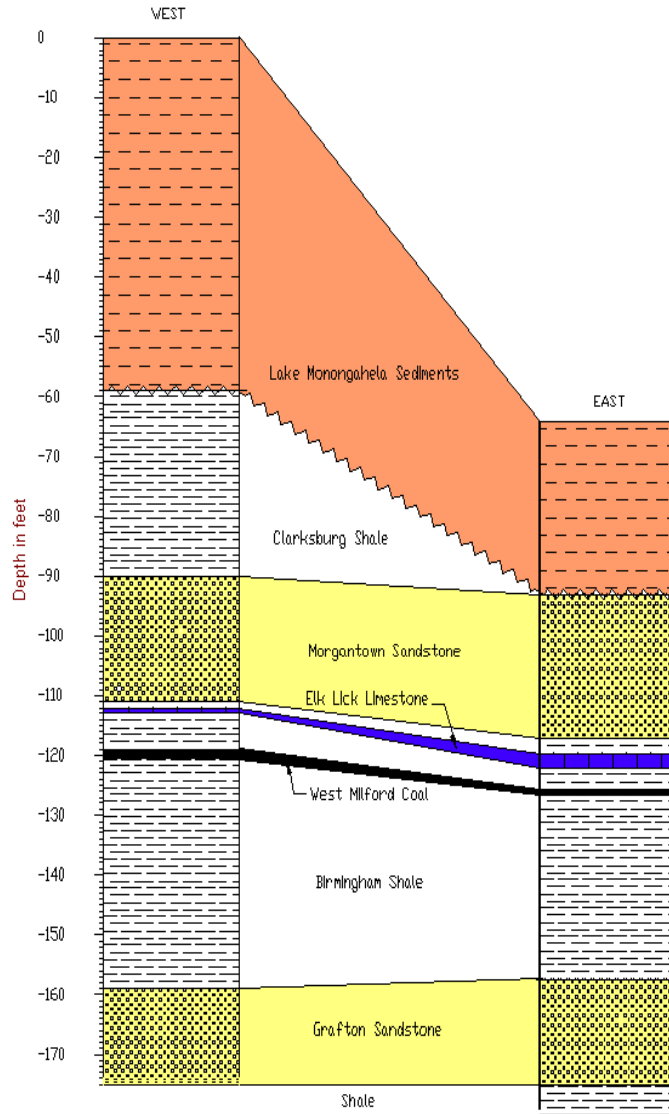 WEST
0
-10
-20
-30
-40
-50
Lake Monongahela Sediments
-60
EAST
-70
-80
Clarksburg Shale
-90
-100
Morgantown Sandstone
-110
Elk Lick Limestone
-120
West Milford Coal
-130
-140
Birmingham Shale
-150
-160
Grafton Sandstone
-170
Shale
Depth in feet